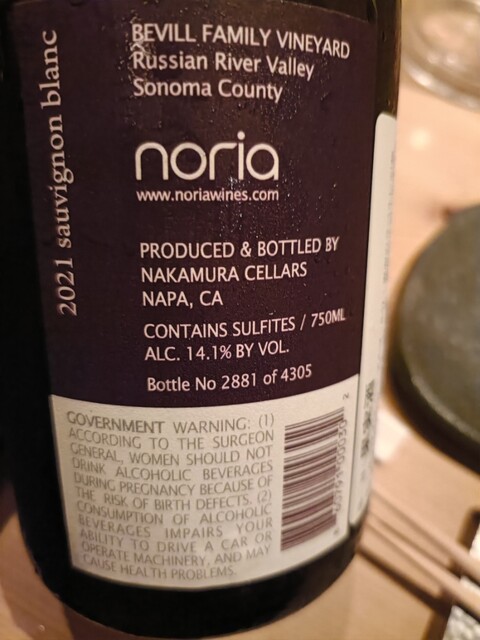 BEVILL FAMILY VINEYARD
Russian River Valley
Sonoma County
2021 sauvignon blanc
noria
www.noriawines.com
PRODUCED & BOTTLED BY
NAKAMURA CELLARS
NAPA, CA
CONTAINS SULFITES / 750ML
ALC. 14.1% BY VOL.
Bottle No 2881 of 4305
GOVERNMENT WARNING: (1)
ACCORDING TO THE SURGEON
GENERAL, WOMEN SHOULD NOT
DRINK ALCOHOLIC BEVERAGES
DURING PREGNANCY BECAUSE OF
THE RISK OF BIRTH DEFECTS. (2)
CONSUMPTION OF ALCOHOLIC
BEVERAGES IMPAIRS YOUR
ABILITY TO DRIVE A CAR OR
OPERATE MACHINERY, AND MAY
CAUSE HEALTH PROBLEMS.